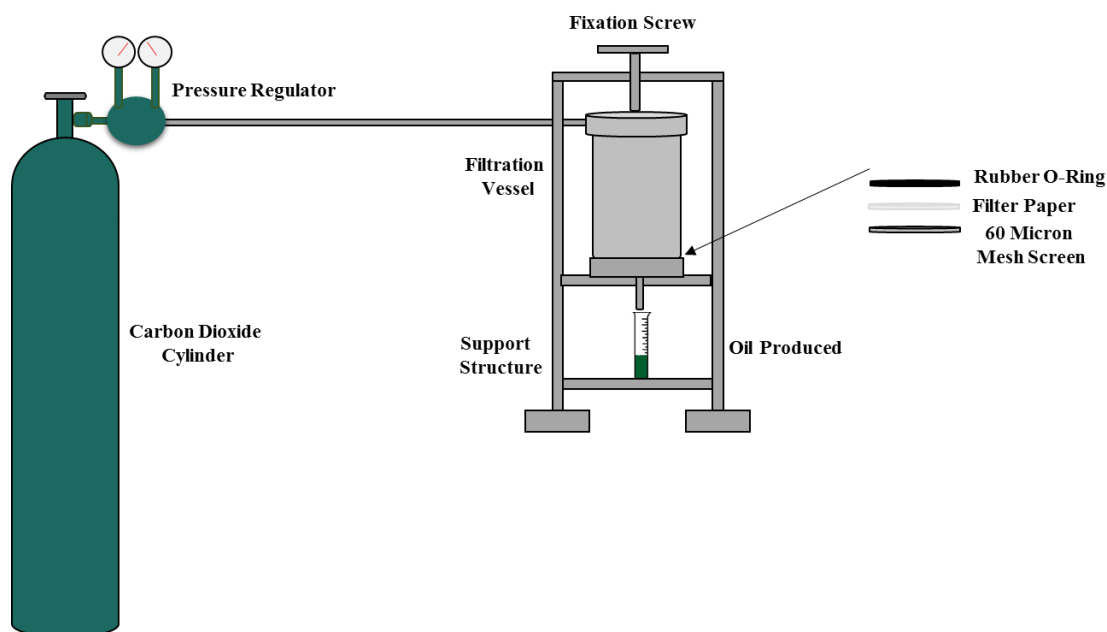 Fixation Screw
Pressure Regulator
Filtration
Vessel
Rubber O-Ring
Filter Paper
60 Micron
Mesh Screen
Carbon Dioxide
Cylinder
Support
Structure
Oil Produced